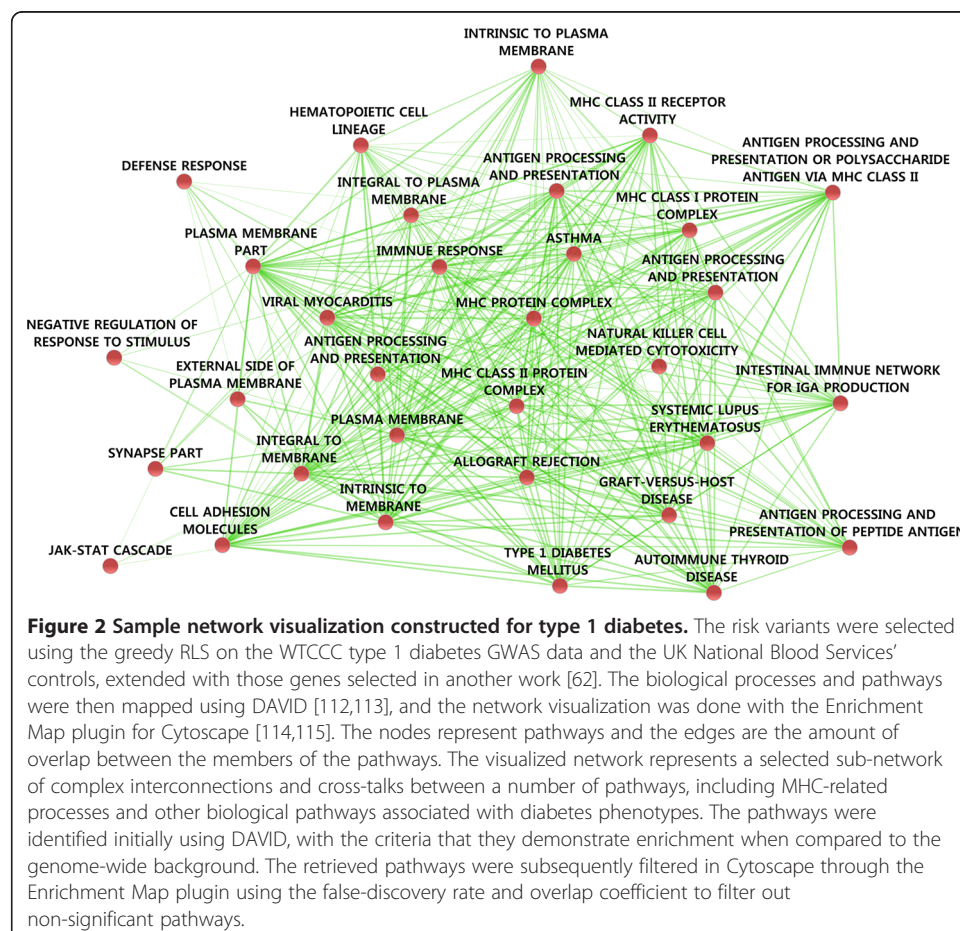 INTRINSIC TO PLASMA
MEMBRANE
MHC CLASS II RECEPTOR
ACTIVITY
HEMATOPOIETIC CELL
LINEAGE
ANTIGEN PROCESSING AND
PRESENTATION OR POLYSACCHARIDE
ANTIGEN VIA MHC CLASS II
DEFENSE RESPONSE
ANTIGEN PROCESSING
AND PRESENTATION
INTEGRAL TO PLASMA
MEMBRANE
MHC CLASS I PROTEIN
COMPLEX
PLASMA MEMBRANE
PART
IMMNUE RESPONSE
ASTHMA
ANTIGEN PROCESSING
AND PRESENTATION
VIRAL MYOCARDITIS
MHC PROTEIN COMPLEX
NEGATIVE REGULATION OF
RESPONSE TO STIMULUS
ANTIGEN PROCESSING
AND PRESENTATION
NATURAL KILLER CELL
MEDIATED CYTOTOXICITY
EXTERNAL SIDE OF
PLASMA MEMBRANE
MHC CLASS II PROTEIN
COMPLEX
INTESTINAL IMMNUE NETWORK
FOR IGA PRODUCTION
PLASMA MEMBRANE
SYSTEMIC LUPUS
ERYTHEMATOSUS
SYNAPSE PART
INTEGRAL TO
MEMBRANE
ALLOGRAFT REJECTION
INTRINSIC TO
MEMBRANE
GRAFT-VERSUS-HOST
DISEASE
CELL ADHESION
MOLECULES
ANTIGEN PROCESSING AND
PRESENTATION OF PEPTIDE ANTIGEN
JAK-STAT CASCADE
TYPE 1 DIABETES
MELLITUS
AUTOIMMUNE THYROID
DISEASE
Figure 2 Sample network visualization constructed for type 1 diabetes. The risk variants were selected
using the greedy RLS on the WTCCC type 1 diabetes GWAS data and the UK National Blood Services'
controls, extended with those genes selected in another work [62]. The biological processes and pathways
were then mapped using DAVID [112,113], and the network visualization was done with the Enrichment
Map plugin for Cytoscape [114,115]. The nodes represent pathways and the edges are the amount of
overlap between the members of the pathways. The visualized network represents a selected sub-network
of complex interconnections and cross-talks between a number of pathways, including MHC-related
processes and other biological pathways associated with diabetes phenotypes. The pathways were
identified initially using DAVID, with the criteria that they demonstrate enrichment when compared to the
genome-wide background. The retrieved pathways were subsequently filtered in Cytoscape through the
Enrichment Map plugin using the false-discovery rate and overlap coefficient to filter out
non-significant pathways.